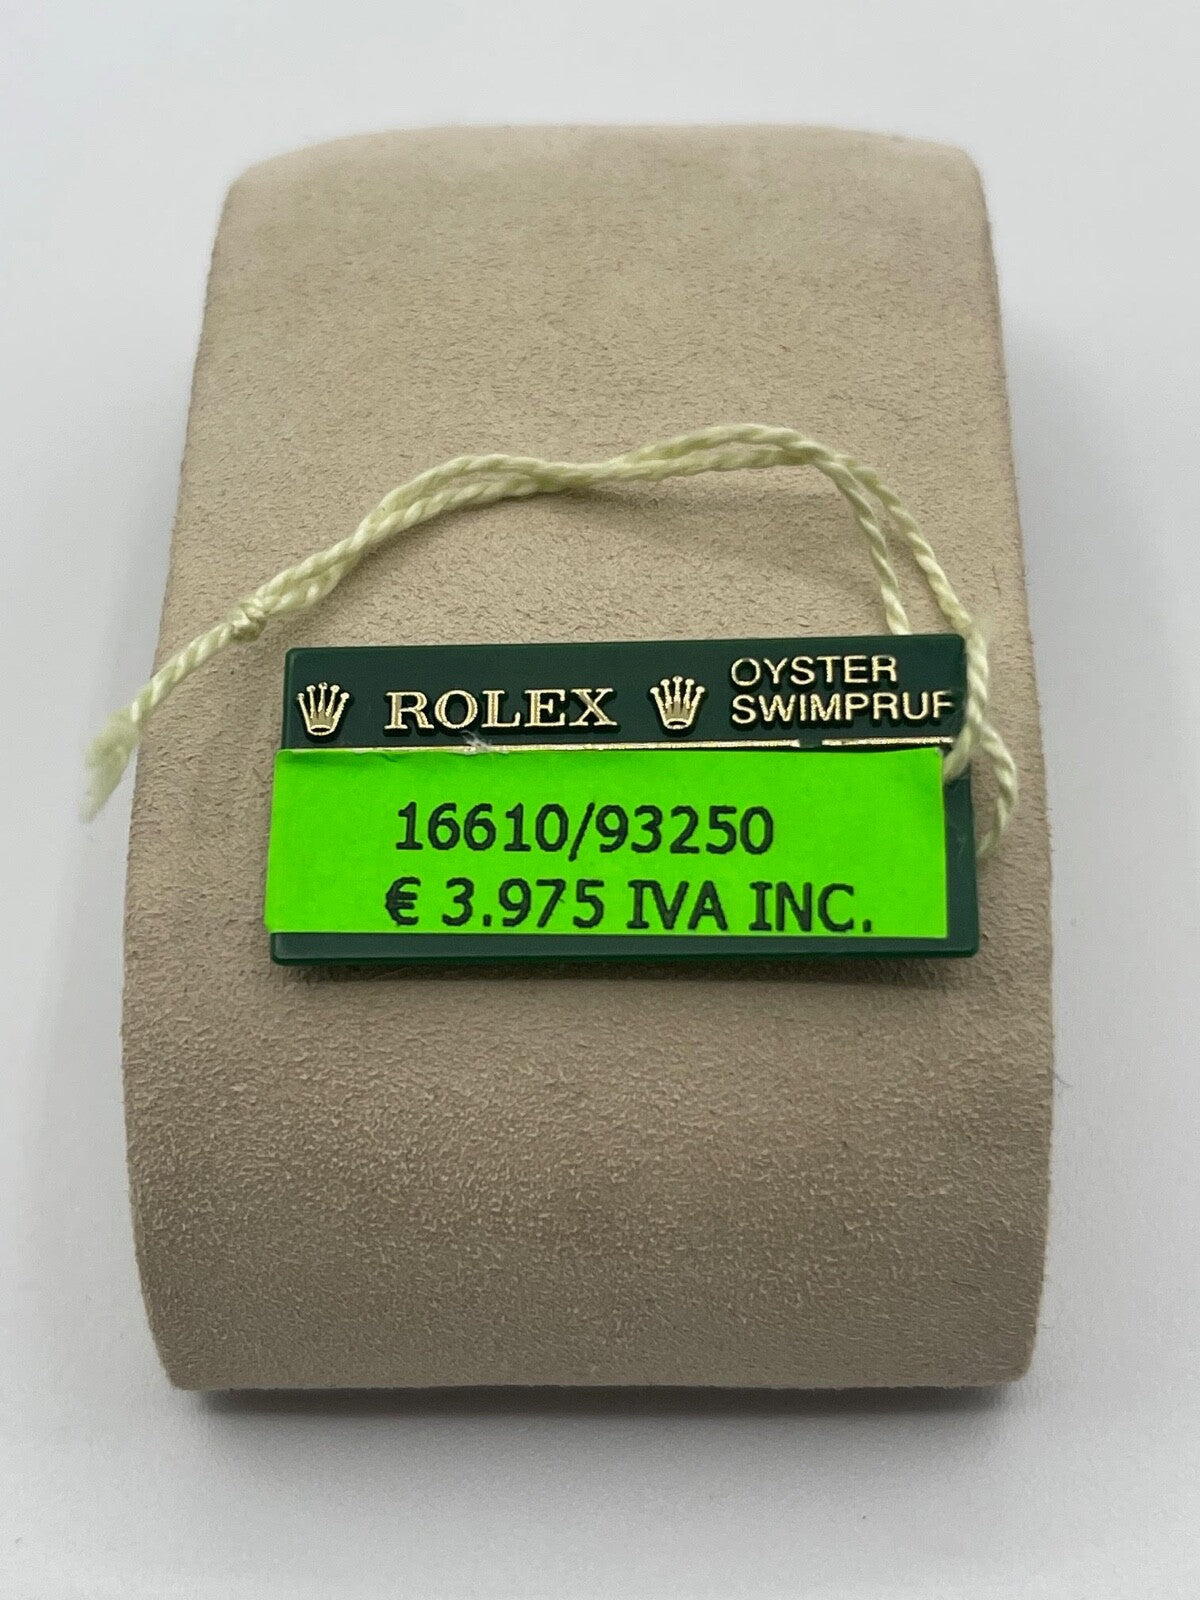 ROLEX
OYSTER
SWIMPRUF
16610/93250
€ 3.975 IVA INC.